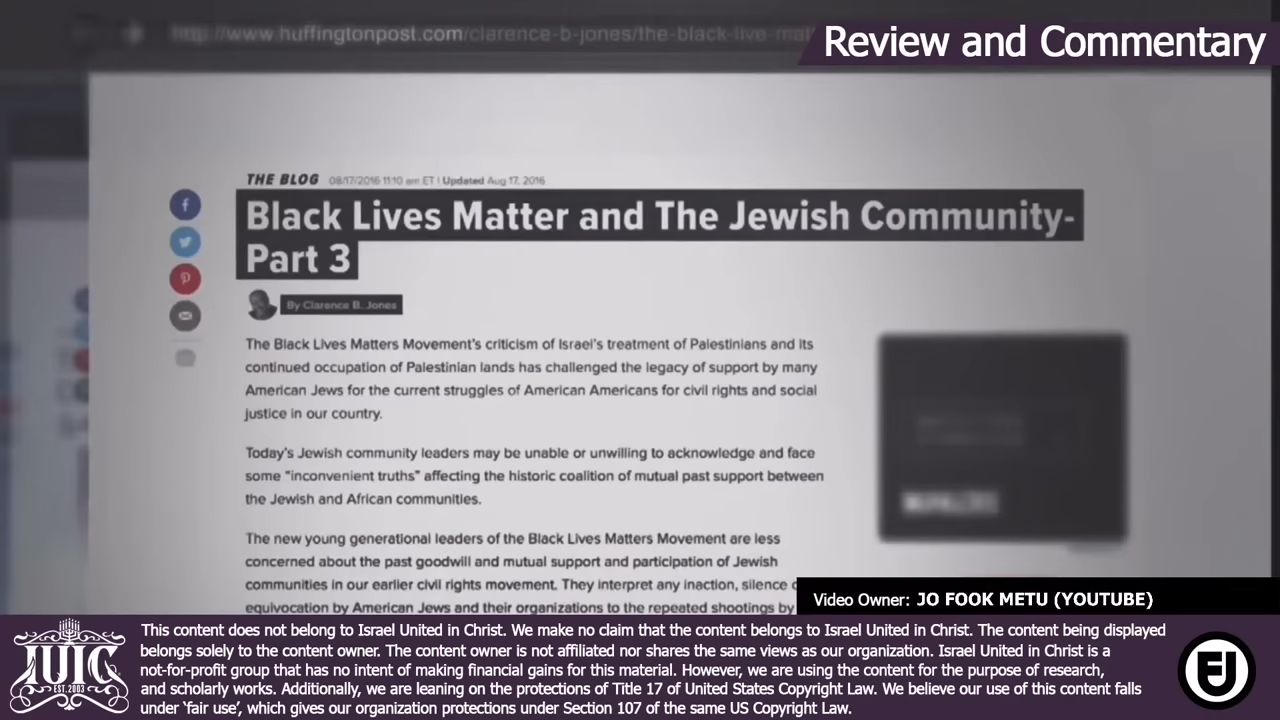 http://www.huffingtonpost.com/clarence-b-jones/the-black-live-mat
Review and Commentary
THE BLOG 08/17/2016 11:10 am ET | Updated Aug 17, 2016
Black Lives Matter and The Jewish Community-
Part 3
By Clarence B. Jones
The Black Lives Matters Movement's criticism of Israel's treatment of Palestinians and its
continued occupation of Palestinian lands has challenged the legacy of support by many
American Jews for the current struggles of American Americans for civil rights and social
justice in our country.
Today's Jewish community leaders may be unable or unwilling to acknowledge and face
some "inconvenient truths" affecting the historic coalition of mutual past support between
the Jewish and African communities.
The new young generational leaders of the Black Lives Matters Movement are less
concerned about the past goodwill and mutual support and participation of Jewish
communities in our earlier civil rights movement. They interpret any inaction, silence
equivocation by American Jews and their organizations to the repeated shootings by
Video Owner: JO FOOK METU (YOUTUBE)
IUIC
EST. 2003
This content does not belong to Israel United in Christ. We make no claim that the content belongs to Israel United in Christ. The content being displayed
belongs solely to the content owner. The content owner is not affiliated nor shares the same views as our organization. Israel United in Christ is a
not-for-profit group that has no intent of making financial gains for this material. However, we are using the content for the purpose of research,
and scholarly works. Additionally, we are leaning on the protections of Title 17 of United States Copyright Law. We believe our use of this content falls
under 'fair use', which gives our organization protections under Section 107 of the same US Copyright Law.